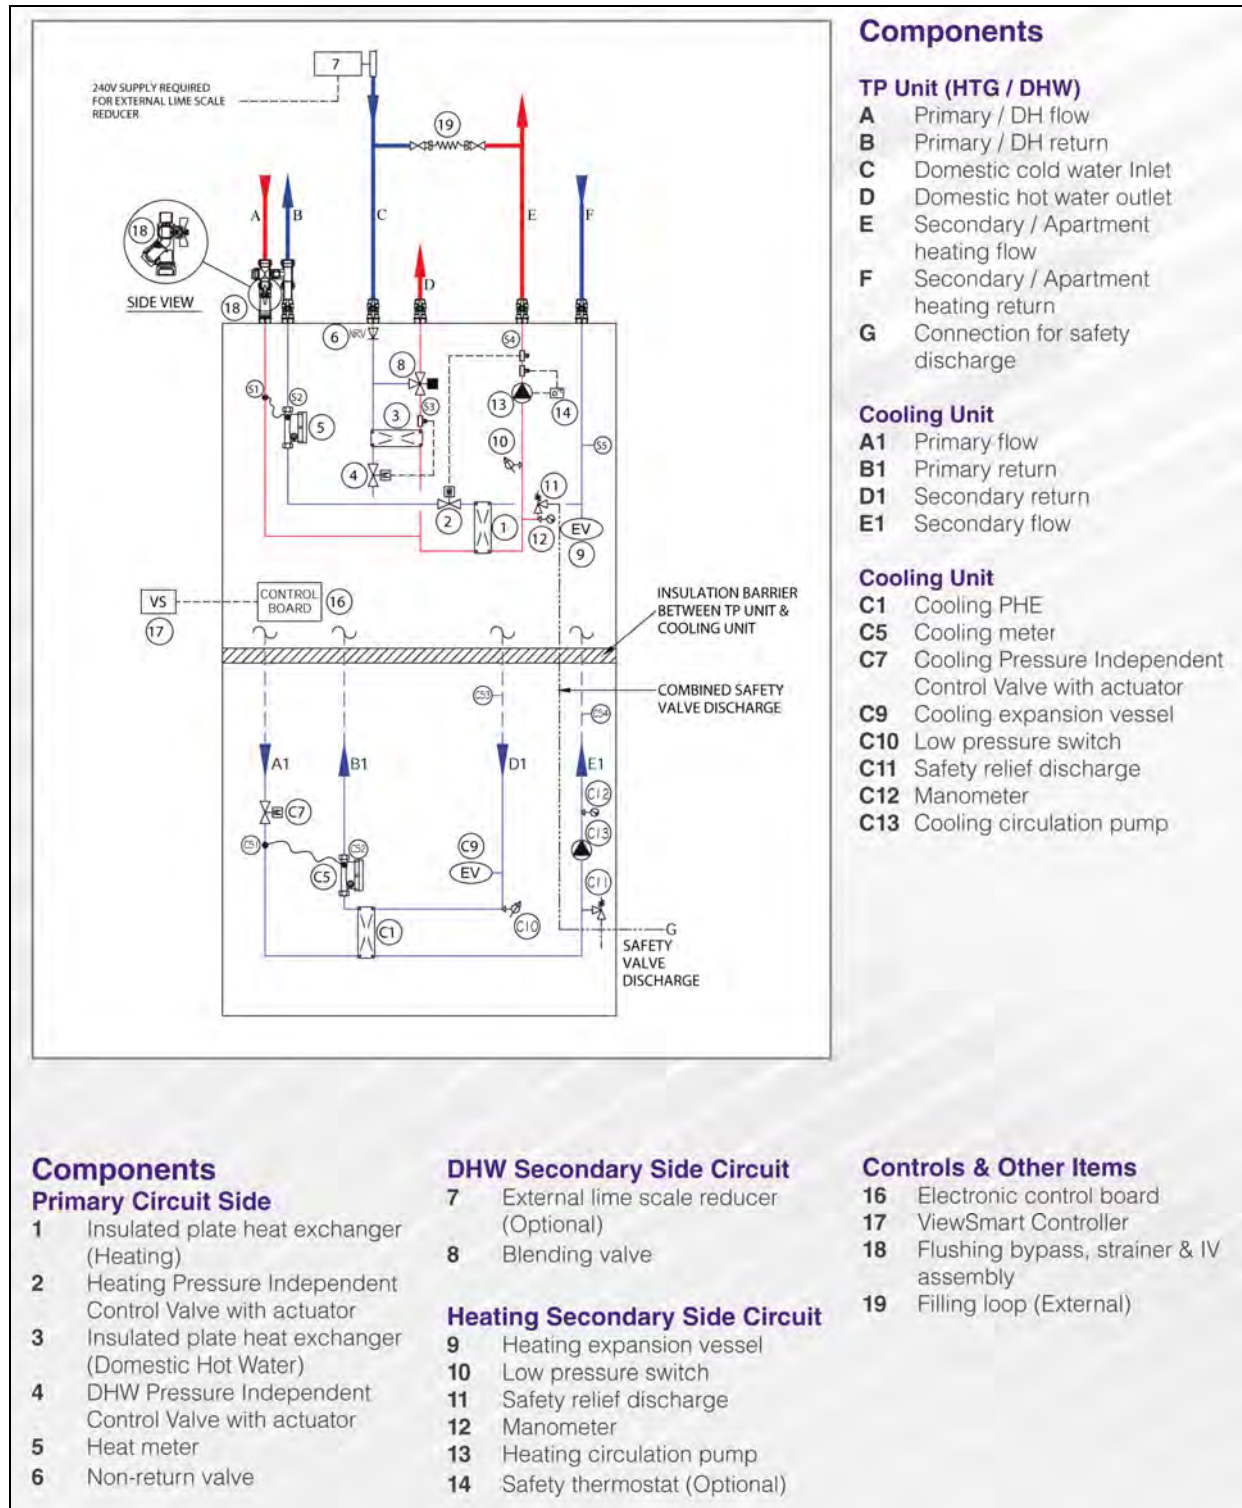 7
240V SUPPLY REQUIRED
FOR EXTERNAL LIME SCALE
REDUCER
19
A
B
C
E
F
18
SIDE VIEW
18
D
6
NRV
S4
8
S1
S2
13
14
5
3
S3
10
S5
4
11
2
1
12
EV
9
VS
CONTROL
BOARD
16
17
INSULATION BARRIER
BETWEEN TP UNIT &
COOLING UNIT
CS3
COMBINED SAFETY
VALVE DISCHARGE
CS4
A1
B1
D1
E1
C7
C12
C13
CS1
CS2
C5
C9
EV
C11
C1
C10
G
SAFETY
VALVE
DISCHARGE
Components
TP Unit (HTG / DHW)
A Primary / DH flow
B Primary / DH return
C Domestic cold water Inlet
D Domestic hot water outlet
E Secondary / Apartment
heating flow
F Secondary / Apartment
heating return
G Connection for safety
discharge
Cooling Unit
A1 Primary flow
B1 Primary return
D1 Secondary return
E1 Secondary flow
Cooling Unit
C1 Cooling PHE
C5 Cooling meter
C7 Cooling Pressure Independent
Control Valve with actuator
C9 Cooling expansion vessel
C10 Low pressure switch
C11 Safety relief discharge
C12 Manometer
C13 Cooling circulation pump
Components
Primary Circuit Side
1 Insulated plate heat exchanger
(Heating)
2 Heating Pressure Independent
Control Valve with actuator
3 Insulated plate heat exchanger
(Domestic Hot Water)
4 DHW Pressure Independent
Control Valve with actuator
5 Heat meter
6 Non-return valve
DHW Secondary Side Circuit
7 External lime scale reducer
(Optional)
8 Blending valve
Heating Secondary Side Circuit
9 Heating expansion vessel
10 Low pressure switch
11 Safety relief discharge
12 Manometer
13 Heating circulation pump
14 Safety thermostat (Optional)
Controls & Other Items
16 Electronic control board
17 ViewSmart Controller
18 Flushing bypass, strainer & IV
assembly
19 Filling loop (External)